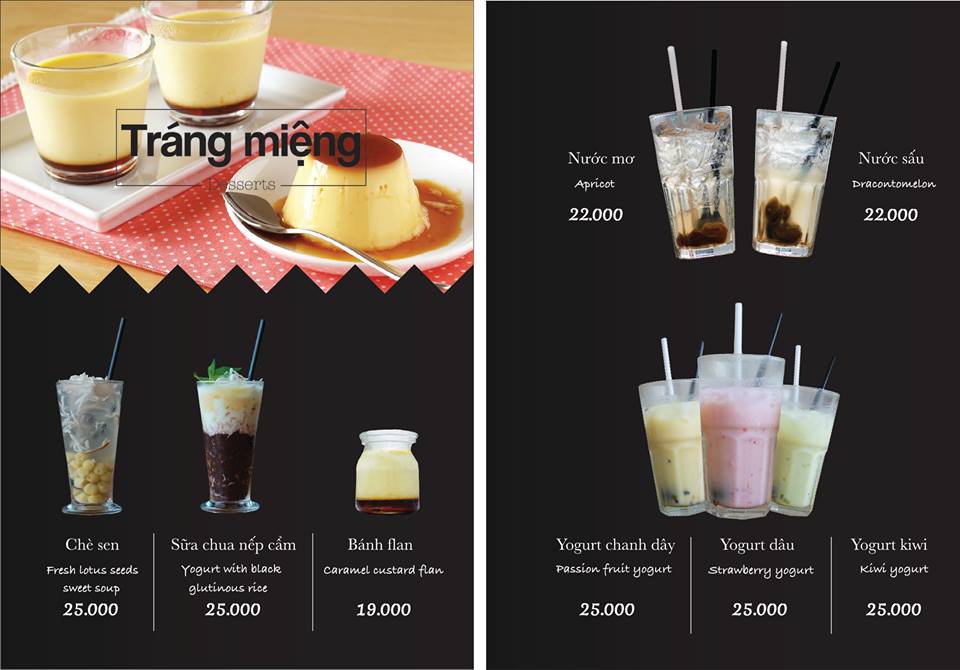 Tráng miệng
Desserts
Chè sen
Fresh lotus seeds
sweet soup
25.000
Sữa chua nếp cẩm
Yogurt with black
glutinous rice
25.000
Bánh flan
Caramel custard flan
19.000
Nước mơ
Apricot
22.000
Nước sấu
Dracontomelon
22.000
Yogurt chanh dây
Passion fruit yogurt
25.000
Yogurt dâu
Strawberry yogurt
25.000
Yogurt kiwi
Kiwi yogurt
25.000